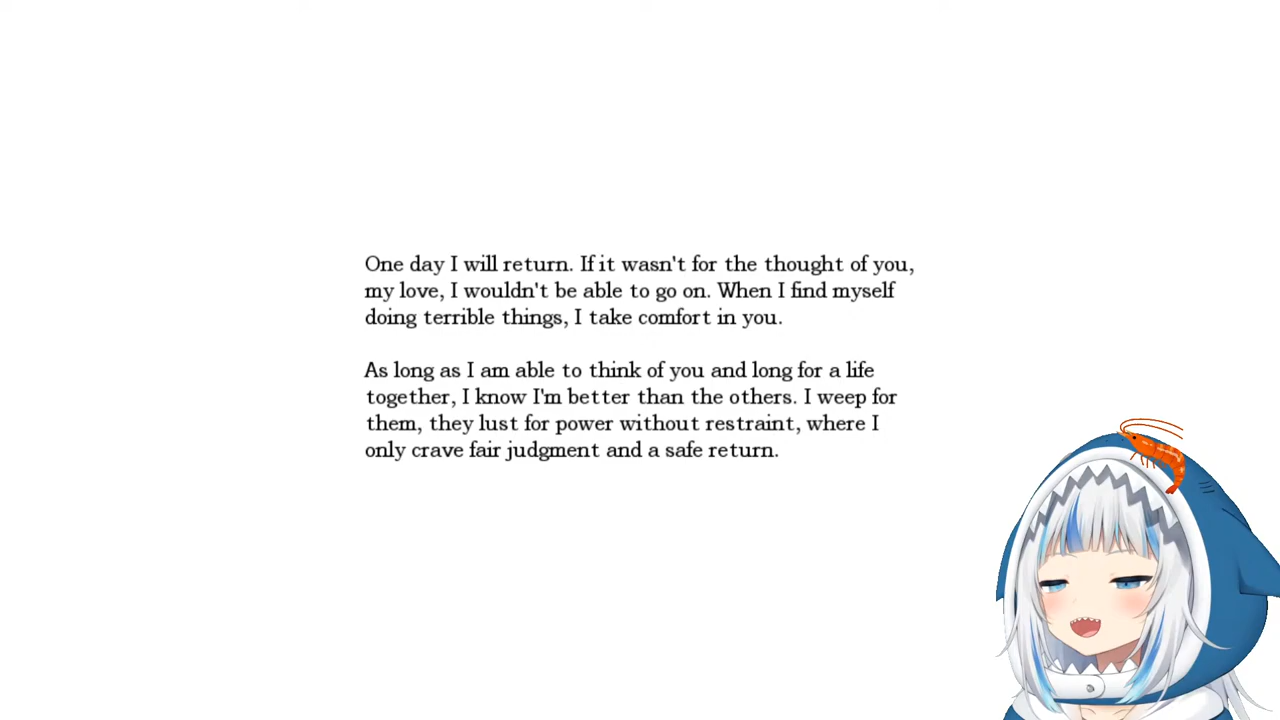 One day I will return. If it wasn't for the thought of you,
my love, I wouldn't be able to go on. When I find myself
doing terrible things, I take comfort in you.
As long as I am able to think of you and long for a life
together, I know I'm better than the others. I weep for
them, they lust for power without restraint, where I
only crave fair judgment and a safe return.